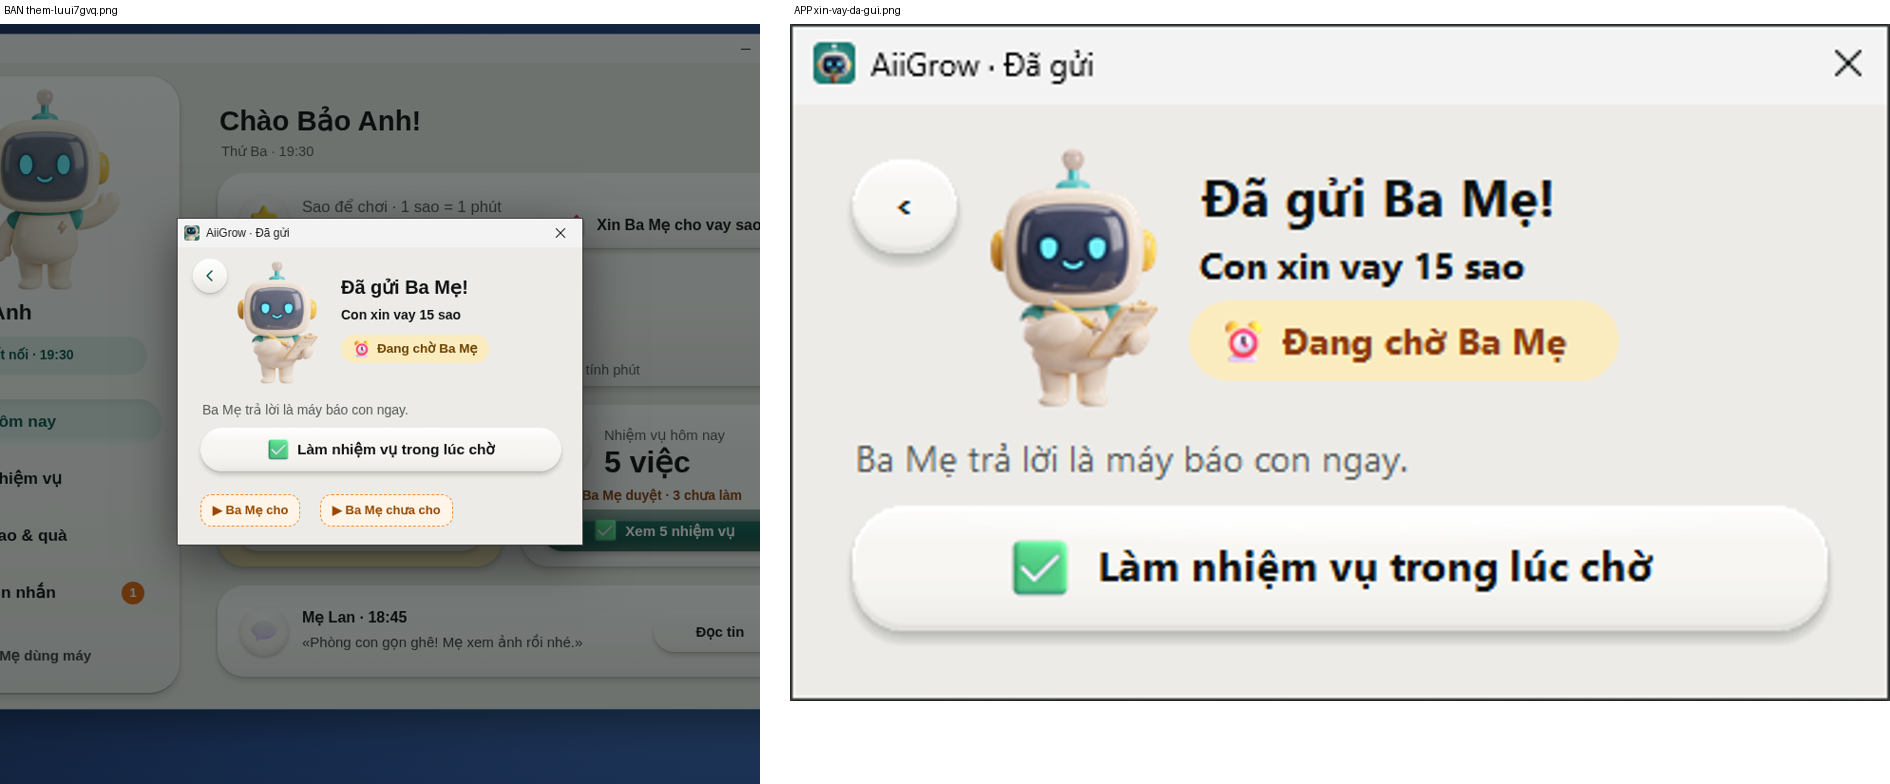 BAN them-luui7gvq.png
Chào Bảo Anh!
Thứ Ba · 19:30
Sao để chơi · 1 sao = 1 phút
Xin Ba Mẹ cho vay sao
Anh
t nối · 19:30
ôm nay
hiệm vụ
ao & quà
n nhắn
1
Mẹ dùng máy
AiiGrow · Đã gửi
Đã gửi Ba Mẹ!
Con xin vay 15 sao
Đang chờ Ba Mẹ
Ba Mẹ trả lời là máy báo con ngay.
Làm nhiệm vụ trong lúc chờ
▶ Ba Mẹ cho
▶ Ba Mẹ chưa cho
tính phút
Nhiệm vụ hôm nay
5 việc
Ba Mẹ duyệt · 3 chưa làm
Xem 5 nhiệm vụ
Mẹ Lan · 18:45
«Phòng con gọn ghê! Mẹ xem ảnh rồi nhé.»
Đọc tin
APP xin-vay-da-gui.png
AiiGrow · Đã gửi
Đã gửi Ba Mẹ!
Con xin vay 15 sao
Đang chờ Ba Mẹ
Ba Mẹ trả lời là máy báo con ngay.
Làm nhiệm vụ trong lúc chờ